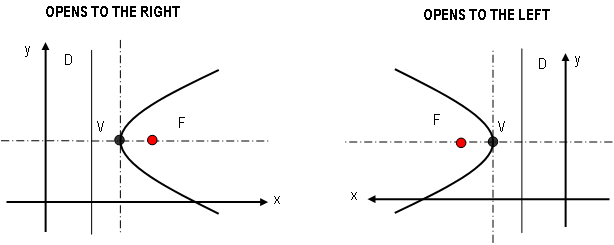 OPENS TO THE RIGHT
y
D
V
F
x
OPENS TO THE LEFT
D
y
F
V
x